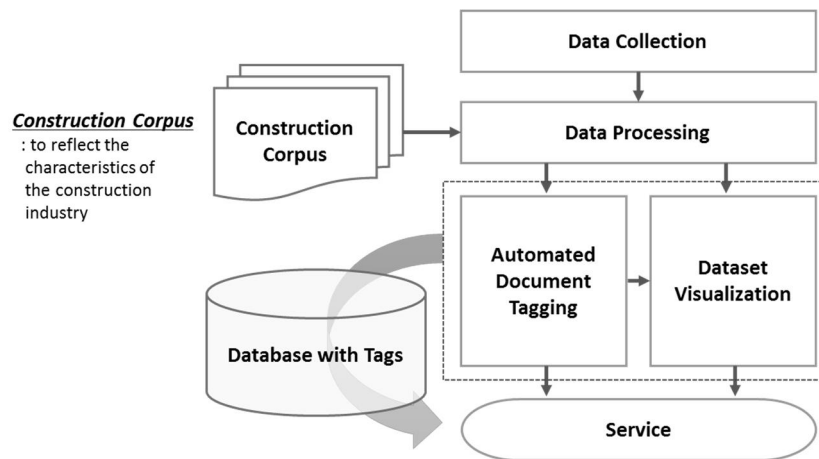 Data Collection
Construction Corpus
: to reflect the
characteristics of
the construction
industry
Construction
Corpus
Data Processing
Automated
Document
Tagging
Dataset
Visualization
Database with Tags
Service